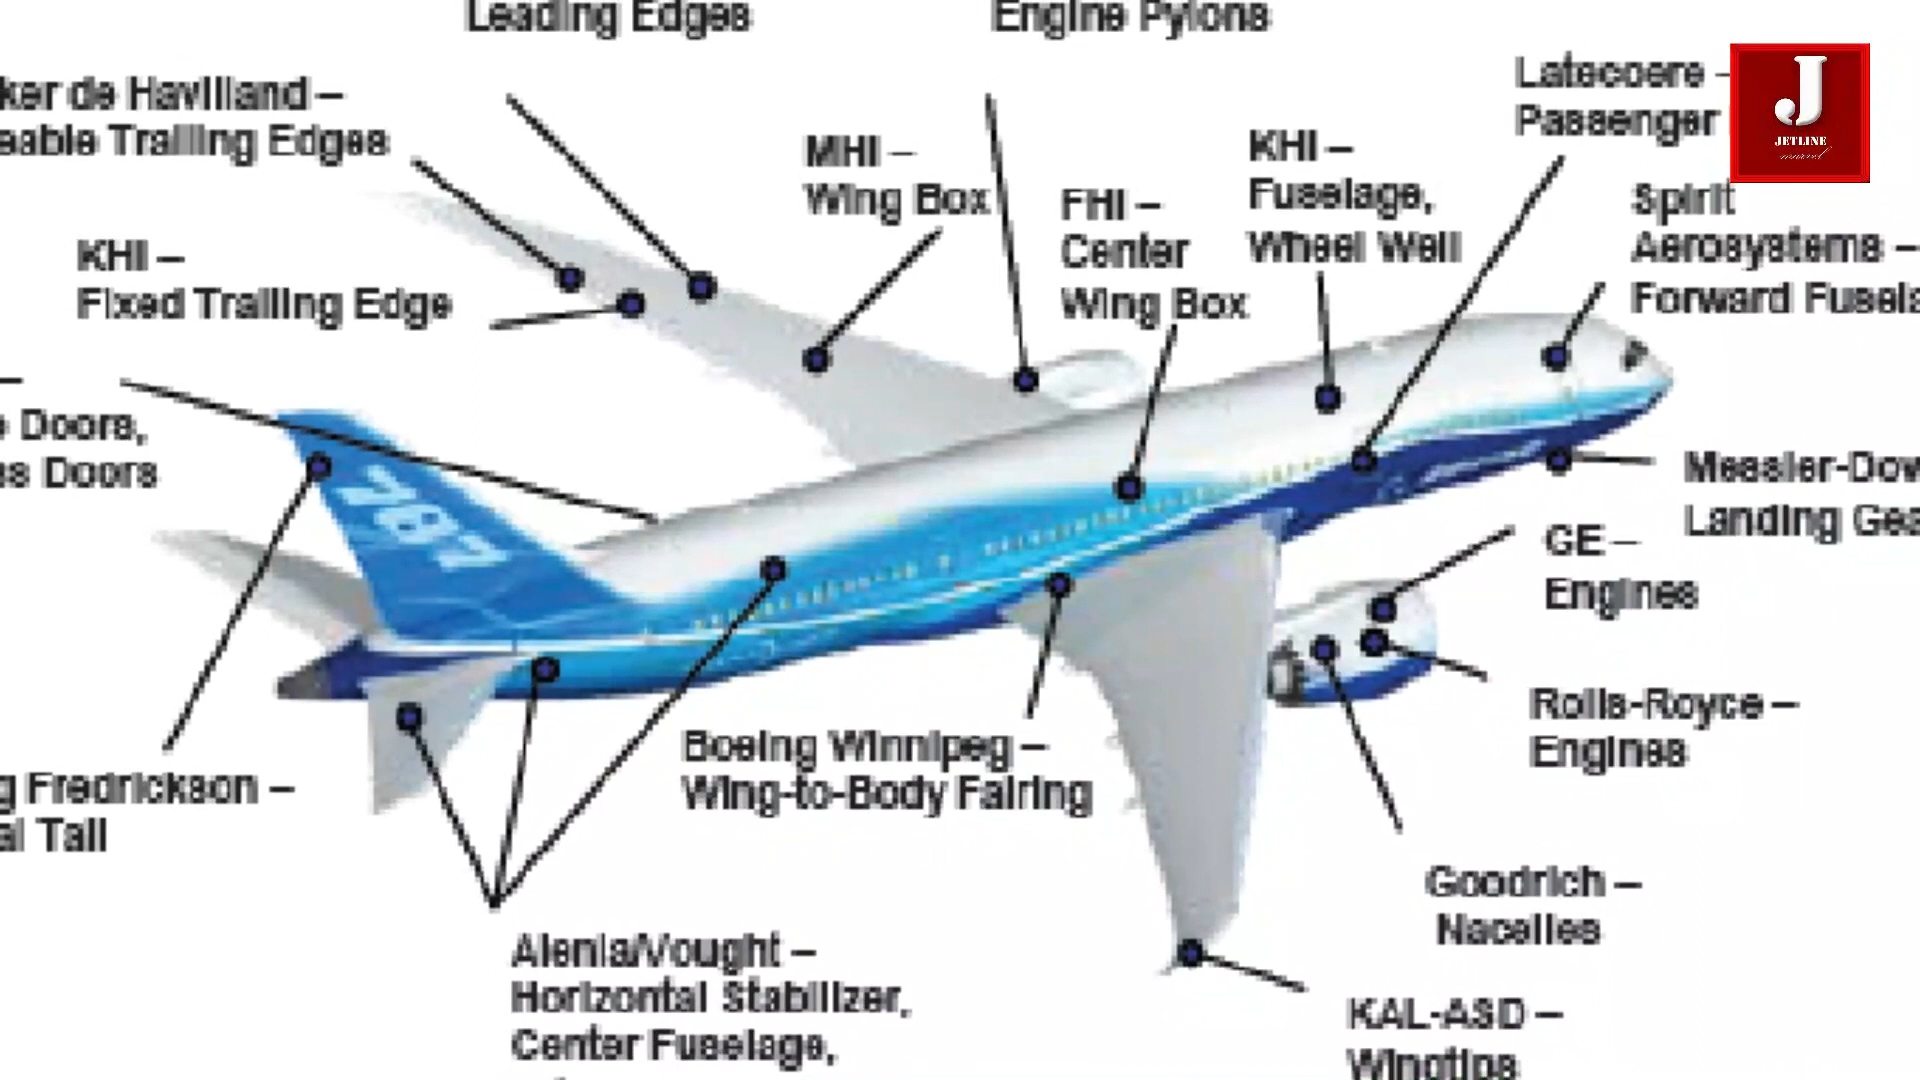 Leading Edges
Engine Pylons
ker de Havilland –
eable Trailing Edges
MHI –
Wing Box
KHI –
Fuselage,
Wheel Well
Latecoere –
Passenger
J
JETLINE
marvel
FHI –
Center
Wing Box
Spirit
Aerosystems –
Forward Fusela
KHI –
Fixed Trailing Edge
–
Doors,
s Doors
787
Messier-Dow
Landing Gea
GE –
Engines
Rolls-Royce –
Engines
Boeing Winnipeg –
Wing-to-Body Fairing
g Fredrickson –
al Tail
Goodrich –
Nacelles
Alenia/Vought –
Horizontal Stabilizer,
Center Fuselage,
KAL-ASD –
Wingtips